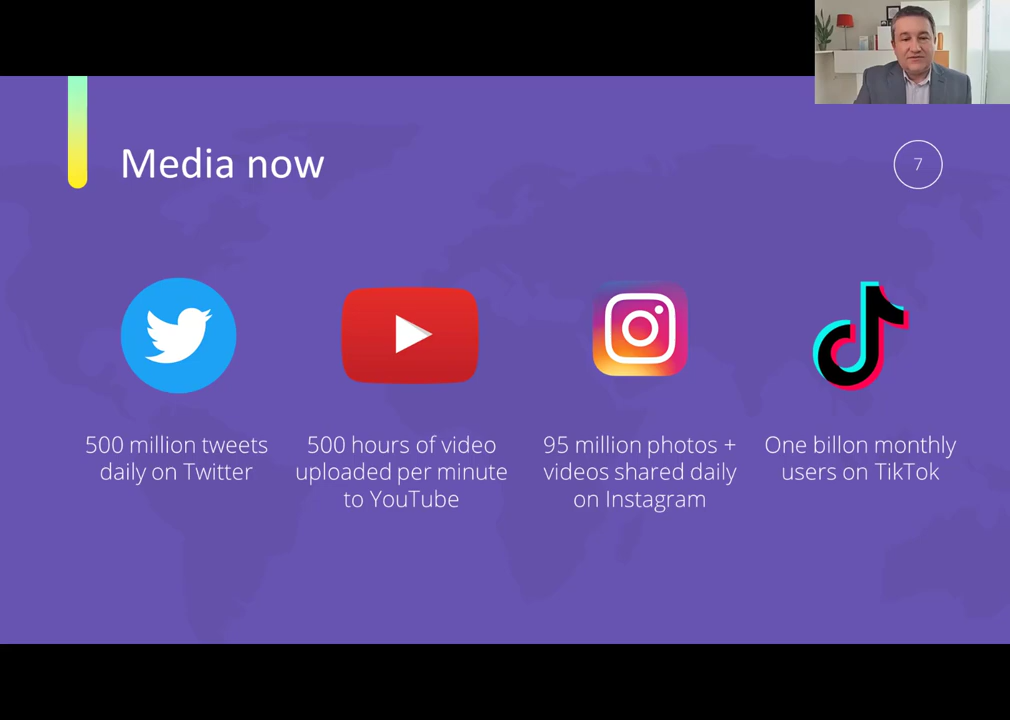 Media now
7
500 million tweets
daily on Twitter
500 hours of video
uploaded per minute
to YouTube
95 million photos +
videos shared daily
on Instagram
One billon monthly
users on TikTok